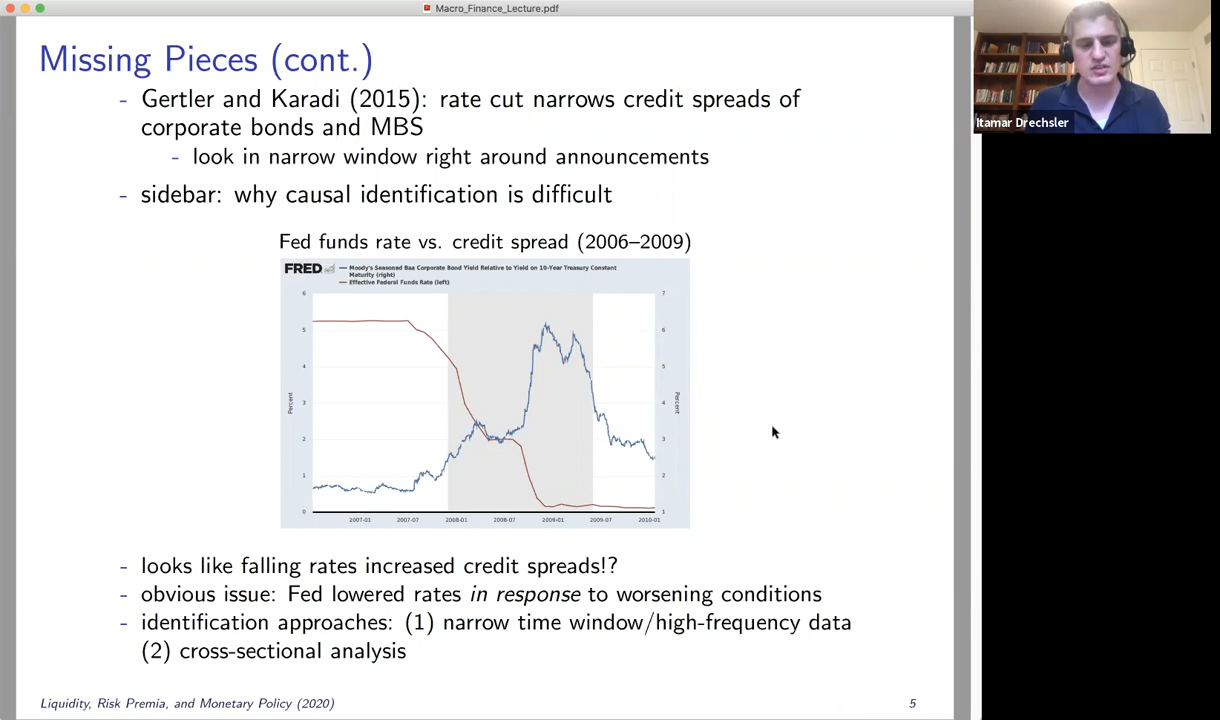 Macro_Finance_Lecture.pdf
Missing Pieces (cont.)
- Gertler and Karadi (2015): rate cut narrows credit spreads of
corporate bonds and MBS
- look in narrow window right around announcements
- sidebar: why causal identification is difficult
Fed funds rate vs. credit spread (2006–2009)
FRED
Moody's Seasoned Baa Corporate Bond Yield Relative to Yield on 10-Year Treasury Constant
Maturity (right)
Effective Federal Funds Rate (left)
6 7
5 6
4 5
3 4
2 3
1 2
0 1
Percent
Percent
2007-01 2007-07 2008-01 2008-07 2009-01 2009-07 2010-01
- looks like falling rates increased credit spreads!?
- obvious issue: Fed lowered rates in response to worsening conditions
- identification approaches: (1) narrow time window/high-frequency data
(2) cross-sectional analysis
Liquidity, Risk Premia, and Monetary Policy (2020)
5
Itamar Drechsler